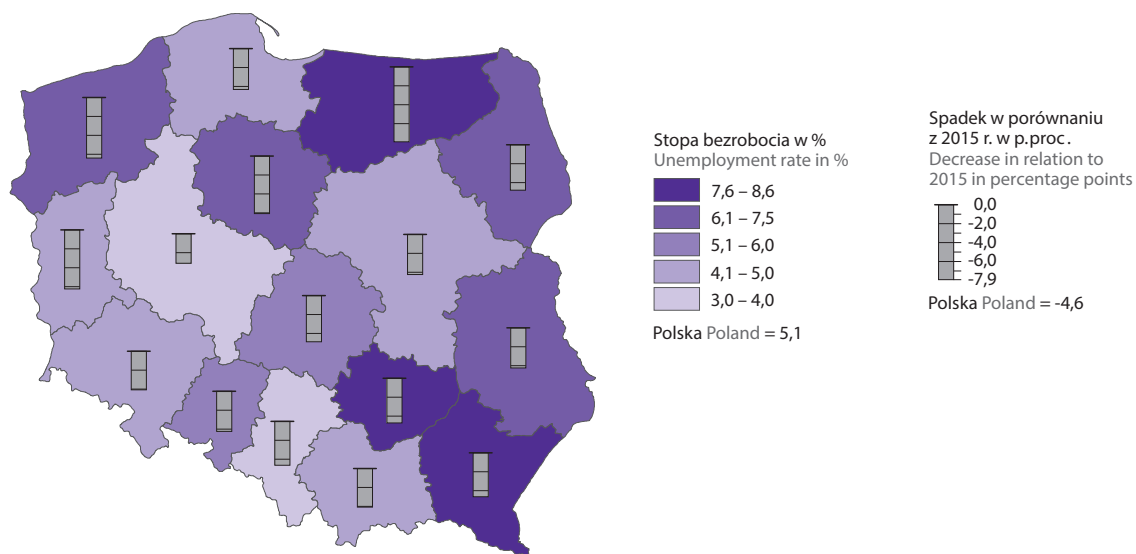 Stopa bezrobocia w %
Unemployment rate in %
7,6 – 8,6
6,1 – 7,5
5,1 – 6,0
4,1 – 5,0
3,0 – 4,0
Polska Poland = 5,1
Spadek w porównaniu
z 2015 r. w p.proc.
Decrease in relation to
2015 in percentage points
0,0
-2,0
-4,0
-6,0
-7,9
Polska Poland = -4,6